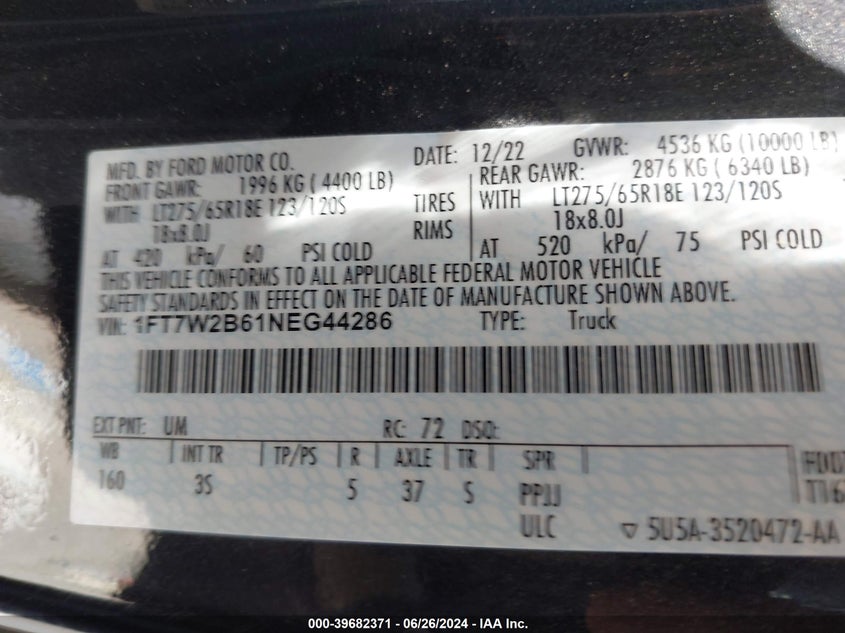 MFD. BY FORD MOTOR CO.
DATE: 12/22 GVWR: 4536 KG (10000 LB)
FRONT GAWR: 1996 KG ( 4400 LB) REAR GAWR: 2876 KG ( 6340 LB)
WITH LT275/65R18E 123/120S TIRES WITH LT275/65R18E 123/120S
18x8.0J RIMS 18x8.0J
AT 420 kPa/ 60 PSI COLD AT 520 kPa/ 75 PSI COLD
THIS VEHICLE CONFORMS TO ALL APPLICABLE FEDERAL MOTOR VEHICLE
SAFETY STANDARDS IN EFFECT ON THE DATE OF MANUFACTURE SHOWN ABOVE.
VIN: 1FT7W2B61NEG44286 TYPE: Truck
EXT PNT: UM RC: 72 DSO:
WB INT TR TP/PS R AXLE TR SPR
160 3S 5 37 S PPJJ
ULC 5U5A-3520472-AA
000-39682371 - 06/26/2024 - IAA Inc.